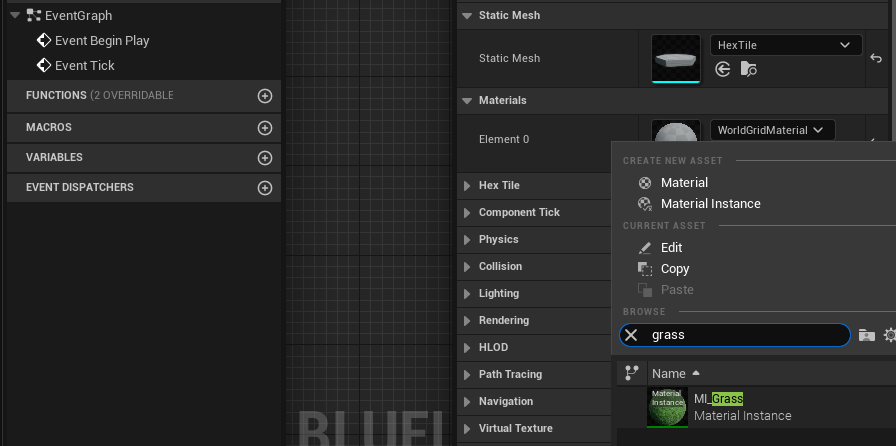 EventGraph
Event Begin Play
Event Tick
FUNCTIONS (2 OVERRIDABLE
MACROS
VARIABLES
EVENT DISPATCHERS
Static Mesh
Static Mesh
HexTile
Materials
Element 0
WorldGridMaterial
Hex Tile
Component Tick
Physics
Collision
Lighting
Rendering
HLOD
Path Tracing
Navigation
Virtual Texture
CREATE NEW ASSET
Material
Material Instance
CURRENT ASSET
Edit
Copy
Paste
BROWSE
grass
Name
Material
Instance
MI_Grass
Material Instance